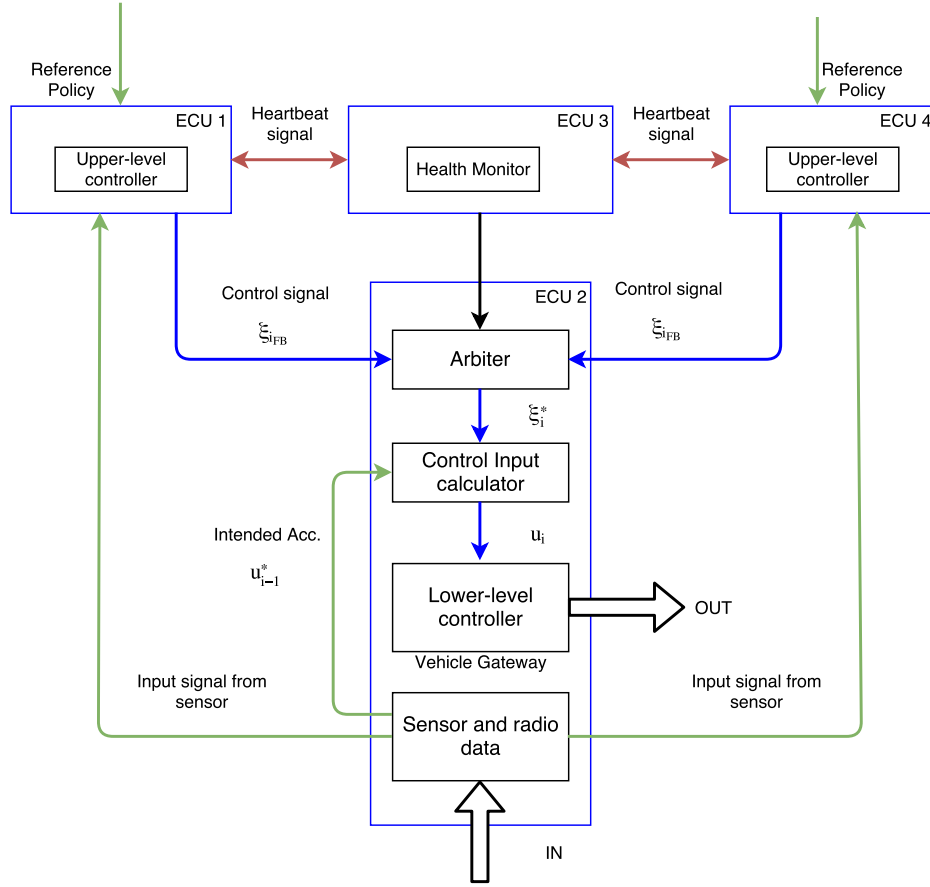 Reference
Policy
Reference
Policy
ECU 1
Heartbeat
signal
ECU 3
Heartbeat
signal
ECU 4
Upper-level
controller
Health Monitor
Upper-level
controller
Control signal
ξiFB
ECU 2
Control signal
ξiFB
Arbiter
ξi*
Control Input
calculator
Intended Acc.
u*i−1
ui
Lower-level
controller
OUT
Vehicle Gateway
Input signal from
sensor
Input signal from
sensor
Sensor and radio
data
IN